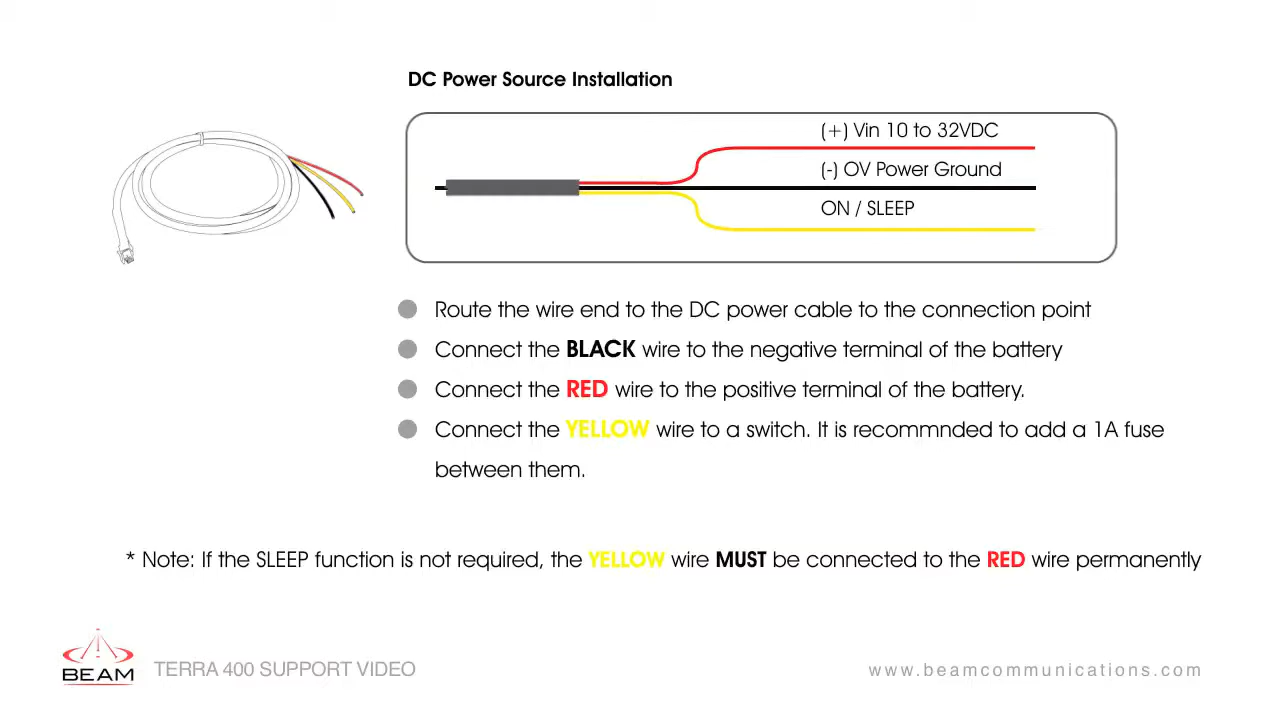 DC Power Source Installation
(+) Vin 10 to 32VDC
(-) OV Power Ground
ON / SLEEP
Route the wire end to the DC power cable to the connection point
Connect the BLACK wire to the negative terminal of the battery
Connect the RED wire to the positive terminal of the battery.
Connect the YELLOW wire to a switch. It is recommnded to add a 1A fuse
between them.
* Note: If the SLEEP function is not required, the YELLOW wire MUST be connected to the RED wire permanently
BEAM
TERRA 400 SUPPORT VIDEO
www.beamcommunications.com